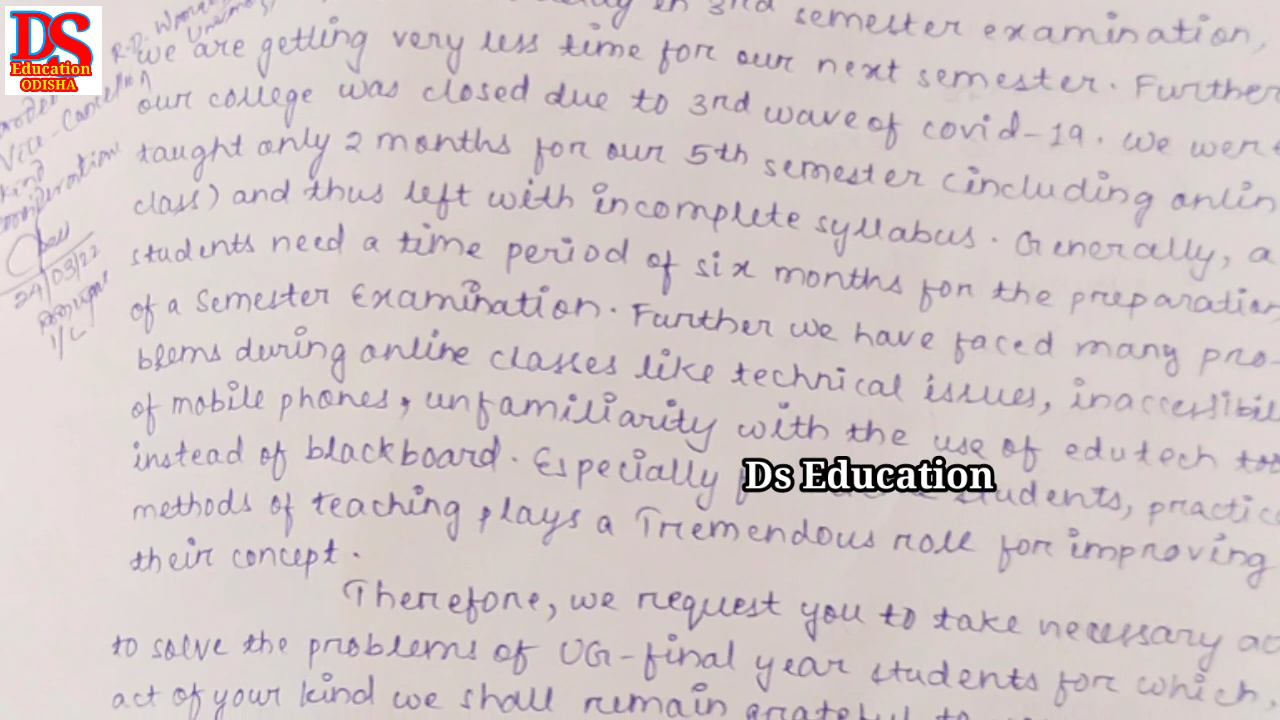 DS
Education
ODISHA
in 3rd semester examination,
we are getting very less time for our next semester. Further
our college was closed due to 3rd wave of covid-19. We were
taught only 2 months for our 5th semester (including onlin
class) and thus left with incomplete syllabus. Generally, a
students need a time period of six months for the preparation
of a semester Examination. Further we have faced many pro-
blems during online classes like technical issues, inaccessibil
of mobile phones, unfamiliarity with the use of edutech too
instead of blackboard. Especially students, practic
Ds Education
methods of teaching plays a Tremendous role for improving
their concept.
Therefore, we request you to take necessary ac
to solve the problems of UG-final year students for which,
act of your kind we shall remain grateful to
Vice-
kind
consideration
24/03/22
I/C